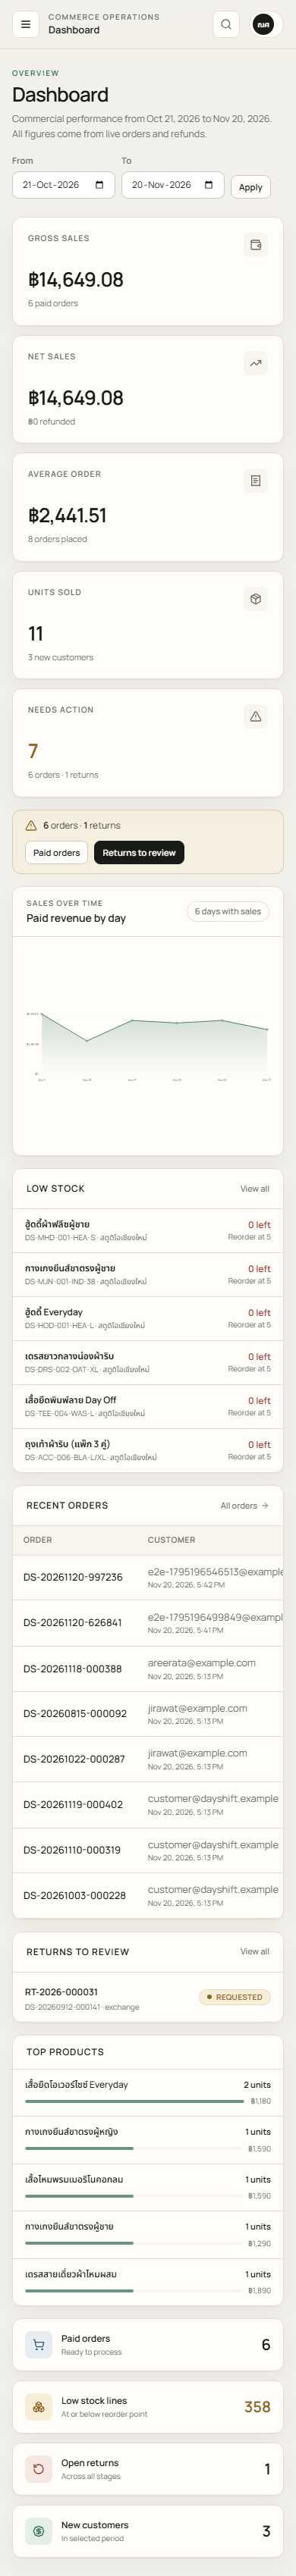 COMMERCE OPERATIONS
Dashboard
OVERVIEW
Dashboard
Commercial performance from Oct 21, 2026 to Nov 20, 2026.
All figures come from live orders and refunds.
From To
21-Oct-2026 20-Nov-2026 Apply
GROSS SALES
฿14,649.08
6 paid orders
NET SALES
฿14,649.08
฿0 refunded
AVERAGE ORDER
฿2,441.51
8 orders placed
UNITS SOLD
11
3 new customers
NEEDS ACTION
7
6 orders · 1 returns
6 orders · 1 returns
Paid orders Returns to review
SALES OVER TIME
Paid revenue by day
6 days with sales
LOW STOCK View all
ฮู้ดดี้ผ้าฟลีซผู้ชาย 0 left
DS-MHD-001-HEA-S · สตูดิโอเชียงใหม่ Reorder at 5
กางเกงยีนส์ขาตรงผู้ชาย 0 left
DS-MJN-001-IND-38 · สตูดิโอเชียงใหม่ Reorder at 5
ฮู้ดดี้ Everyday 0 left
DS-HOD-001-HEA-L · สตูดิโอเชียงใหม่ Reorder at 5
เดรสยาวกลางน่องผ้าริบ 0 left
DS-DRS-002-OAT-XL · สตูดิโอเชียงใหม่ Reorder at 5
เสื้อยืดพิมพ์ลาย Day Off 0 left
DS-TEE-004-WAS-L · สตูดิโอเชียงใหม่ Reorder at 5
ถุงเท้าผ้าริบ (แพ็ก 3 คู่) 0 left
DS-ACC-006-BLA-L/XL · สตูดิโอเชียงใหม่ Reorder at 5
RECENT ORDERS All orders →
ORDER CUSTOMER
DS-20261120-997236 e2e-1795196546513@example
Nov 20, 2026, 5:42 PM
DS-20261120-626841 e2e-1795196499849@exampl
Nov 20, 2026, 5:41 PM
DS-20261118-000388 areerata@example.com
Nov 20, 2026, 5:13 PM
DS-20260815-000092 jirawat@example.com
Nov 20, 2026, 5:13 PM
DS-20261022-000287 jirawat@example.com
Nov 20, 2026, 5:13 PM
DS-20261119-000402 customer@dayshift.example
Nov 20, 2026, 5:13 PM
DS-20261110-000319 customer@dayshift.example
Nov 20, 2026, 5:13 PM
DS-20261003-000228 customer@dayshift.example
Nov 20, 2026, 5:13 PM
RETURNS TO REVIEW View all
RT-2026-000031 REQUESTED
DS-20260912-000141 · exchange
TOP PRODUCTS
เสื้อยืดโอเวอร์ไซซ์ Everyday 2 units
฿1,180
กางเกงยีนส์ขาตรงผู้หญิง 1 units
฿1,590
เสื้อไหมพรมเมริโนคอกลม 1 units
฿1,590
กางเกงยีนส์ขาตรงผู้ชาย 1 units
฿1,290
เดรสสายเดี่ยวผ้าไหมผสม 1 units
฿1,890
Paid orders 6
Ready to process
Low stock lines 358
At or below reorder point
Open returns 1
Across all stages
New customers 3
In selected period